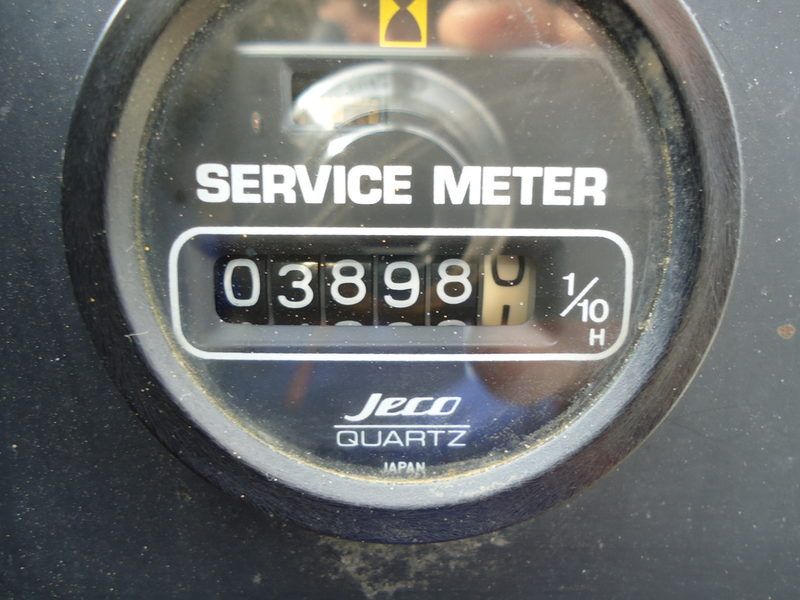 SERVICE METER
03898
1/10
H
Jeco
QUARTZ
JAPAN